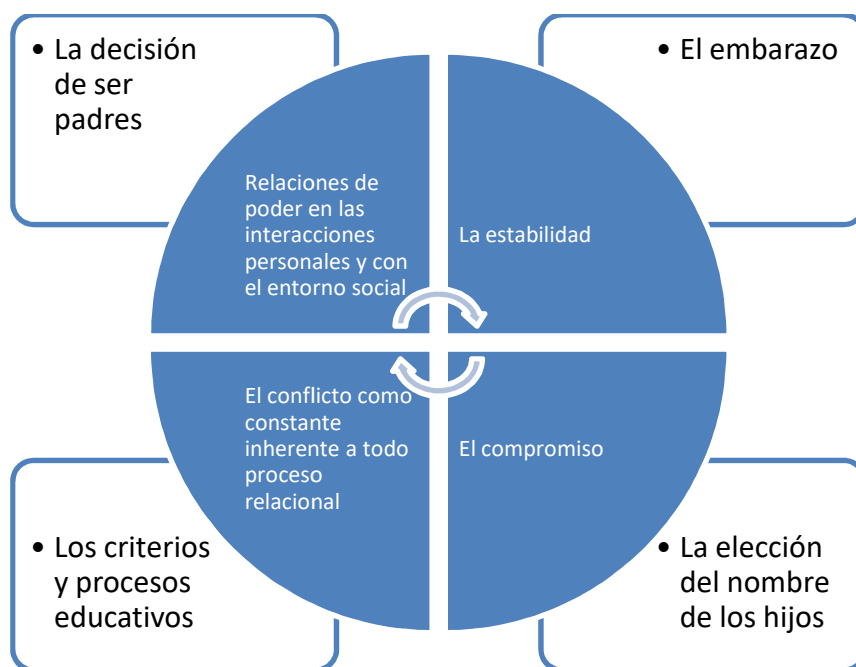 • La decisión
de ser
padres
• El embarazo
Relaciones de
poder en las
interacciones
personales y con
el entorno social
La estabilidad
El conflicto como
constante
inherente a todo
proceso
relacional
El compromiso
• Los criterios
y procesos
educativos
• La elección
del nombre
de los hijos